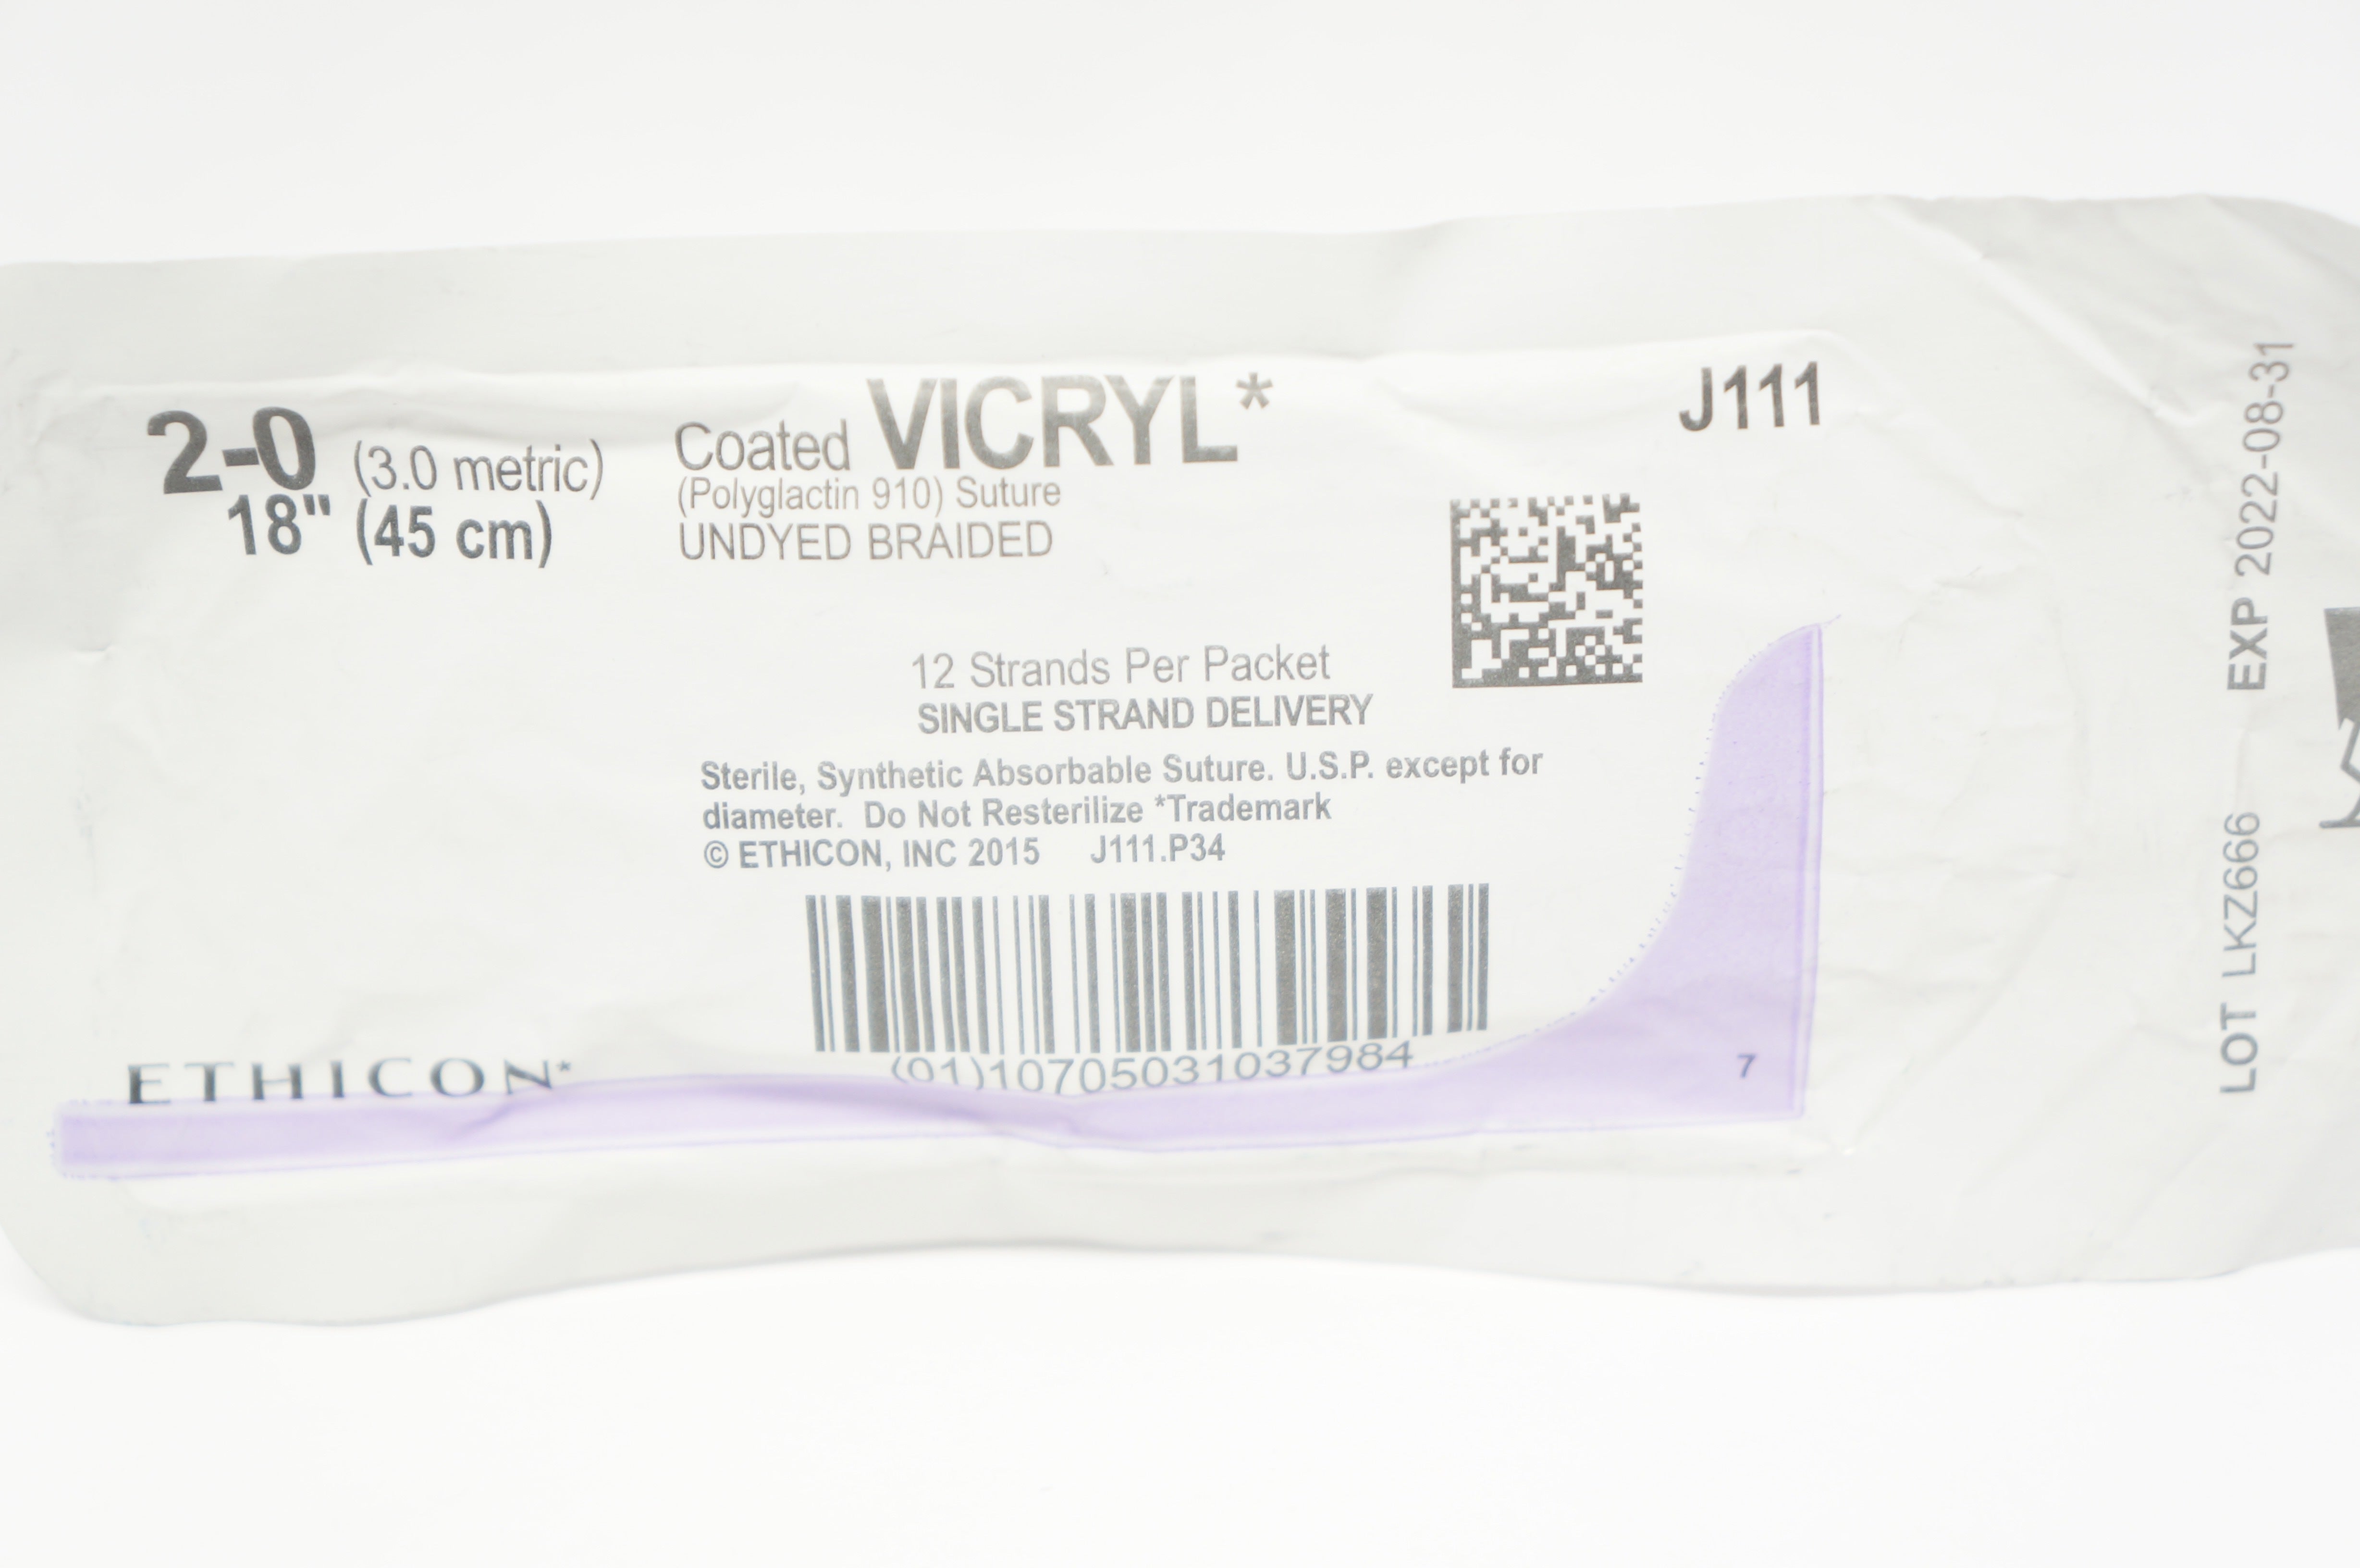 2-0 (3.0 metric)
18" (45 cm)
Coated VICRYL*
(Polyglactin 910) Suture
UNDYED BRAIDED
J111
12 Strands Per Packet
SINGLE STRAND DELIVERY
Sterile, Synthetic Absorbable Suture. U.S.P. except for
diameter. Do Not Resterilize *Trademark
© ETHICON, INC 2015 J111.P34
(01)10705031037984
ETHICON*
7
LOT LKZ666 EXP 2022-08-31